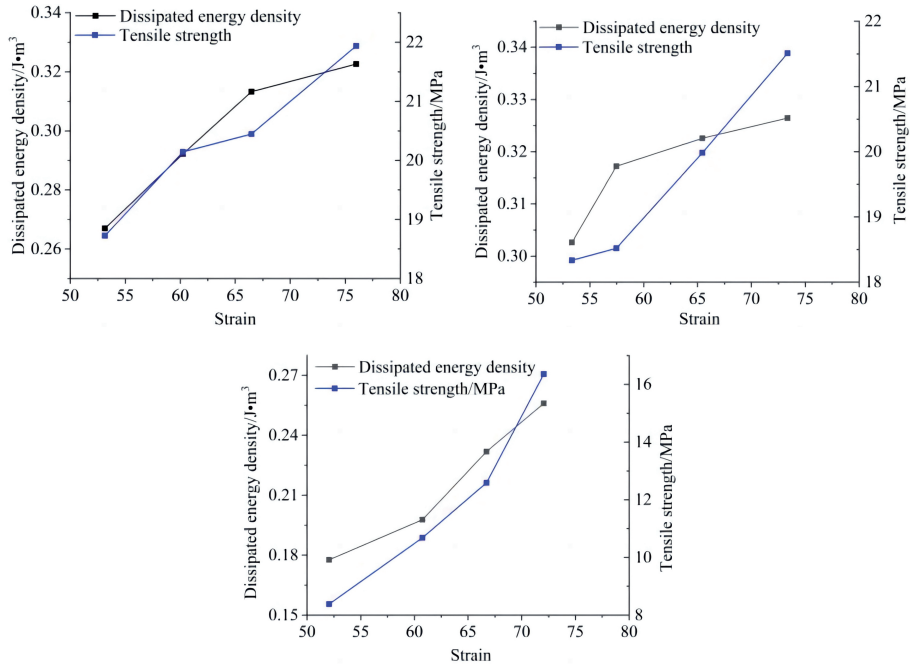 Dissipated energy density
Tensile strength
0.34
0.32
0.30
0.28
0.26
Dissipated energy density/J•m³
22
21
20
19
18
Tensile strength/MPa
50 55 60 65 70 75 80
Strain
Dissipated energy density
Tensile strength
0.34
0.33
0.32
0.31
0.30
Dissipated energy density/J•m³
22
21
20
19
18
Tensile strength/MPa
50 55 60 65 70 75 80
Strain
Dissipated energy density
Tensile strength/MPa
0.27
0.24
0.21
0.18
0.15
Dissipated energy density/J•m³
16
14
12
10
8
Tensile strength/MPa
50 55 60 65 70 75 80
Strain